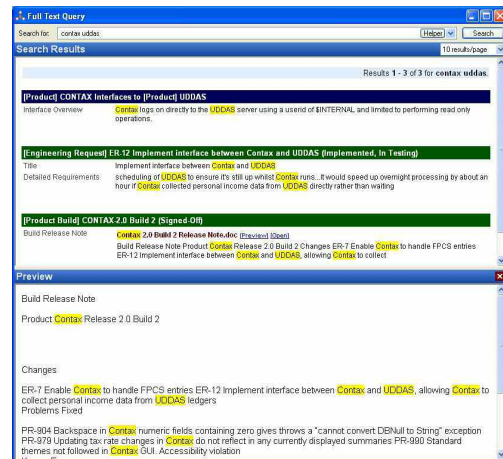 Full Text Query
Search for: contax uddas Helper Search
Search Results 10 results/page
Results 1 - 3 of 3 for contax uddas.
[Product] CONTAX Interfaces to [Product] UDDAS
Interface Overview Contax logs on directly to the UDDAS server using a userid of $INTERNAL and limited to performing read only
operations.
[Engineering Request] ER-12 Implement interface between Contax and UDDAS (Implemented, In Testing)
Title Implement interface between Contax and UDDAS
Detailed Requirements scheduling of UDDAS to ensure it's still up whilst Contax runs...It would speed up overnight processing by about an
hour if Contax collected personal income data from UDDAS directly rather than waiting
[Product Build] CONTAX-2.0 Build 2 (Signed-Off)
Build Release Note Contax 2.0 Build 2 Release Note.doc [Preview] [Open]
Build Release Note Product Contax Release 2.0 Build 2 Changes ER-7 Enable Contax to handle FPCS entries
ER-12 Implement interface between Contax and UDDAS, allowing Contax to collect
Preview
Build Release Note
Product Contax Release 2.0 Build 2
Changes
ER-7 Enable Contax to handle FPCS entries ER-12 Implement interface between Contax and UDDAS, allowing Contax to
collect personal income data from UDDAS ledgers
Problems Fixed
PR-904 Backspace in Contax numeric fields containing zero gives throws a "cannot convert DBNull to String" exception
PR-979 Updating tax rate changes in Contax do not reflect in any currently displayed summaries PR-990 Standard
themes not followed in Contax GUI. Accessibility violation